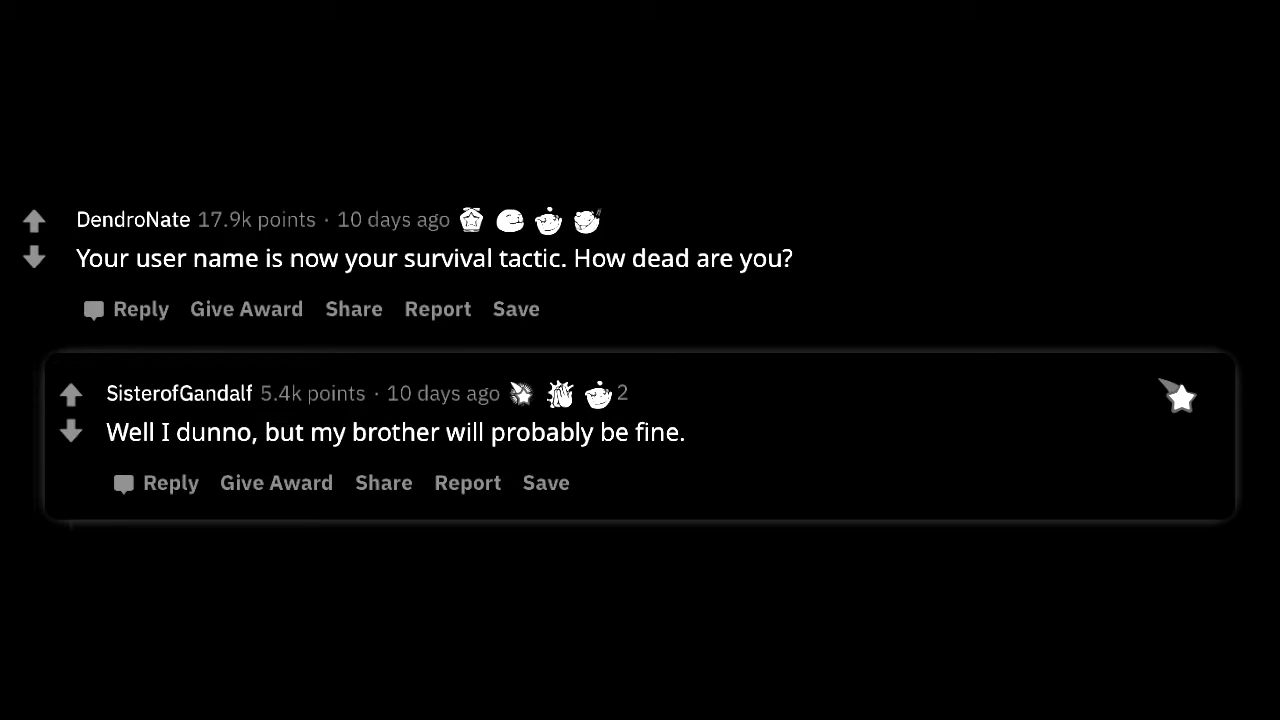 DendroNate 17.9k points · 10 days ago
Your user name is now your survival tactic. How dead are you?
Reply Give Award Share Report Save
SisterofGandalf 5.4k points · 10 days ago 2
Well I dunno, but my brother will probably be fine.
Reply Give Award Share Report Save